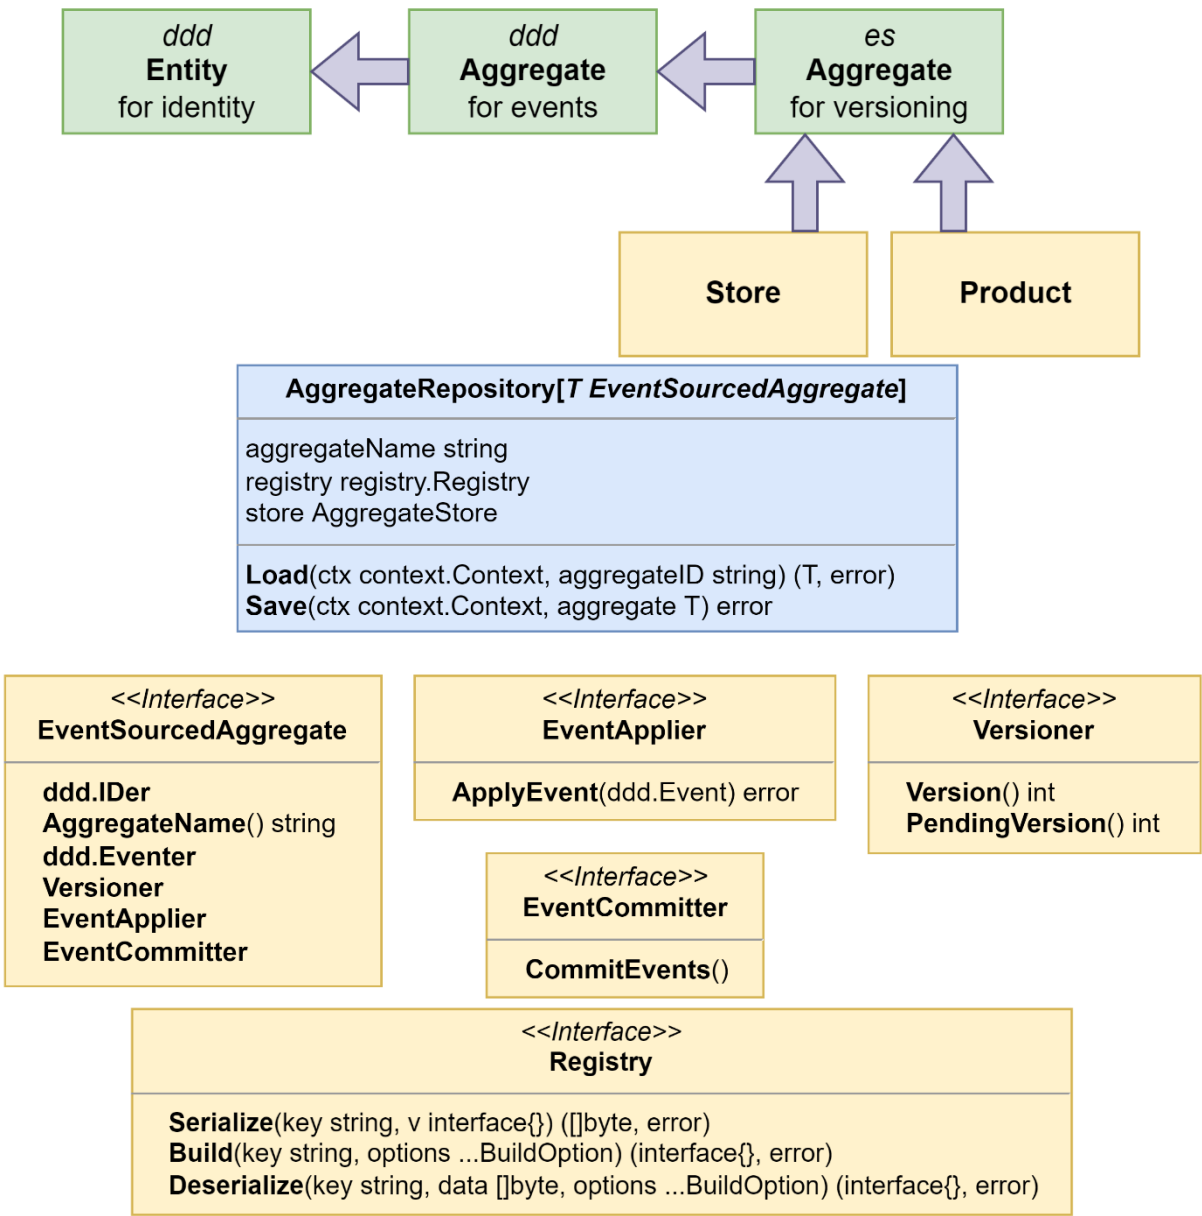 ddd
Entity
for identity
ddd
Aggregate
for events
es
Aggregate
for versioning
Store
Product
AggregateRepository[T EventSourcedAggregate]
aggregateName string
registry registry.Registry
store AggregateStore
Load(ctx context.Context, aggregateID string) (T, error)
Save(ctx context.Context, aggregate T) error
<<Interface>>
EventSourcedAggregate
ddd.IDer
AggregateName() string
ddd.Eventer
Versioner
EventApplier
EventCommitter
<<Interface>>
EventApplier
ApplyEvent(ddd.Event) error
<<Interface>>
Versioner
Version() int
PendingVersion() int
<<Interface>>
EventCommitter
CommitEvents()
<<Interface>>
Registry
Serialize(key string, v interface{}) ([]byte, error)
Build(key string, options ...BuildOption) (interface{}, error)
Deserialize(key string, data []byte, options ...BuildOption) (interface{}, error)